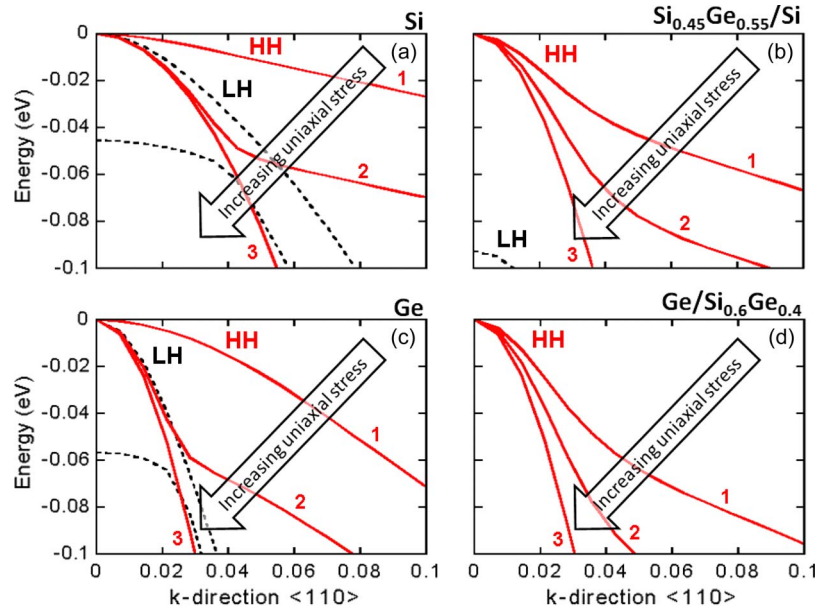 Si
Si0.45Ge0.55/Si
0
-0.02
-0.04
-0.06
-0.08
-0.1
Energy (eV)
HH
LH
(a)
1
2
3
Increasing uniaxial stress
HH
LH
(b)
1
2
3
Increasing uniaxial stress
Ge
Ge/Si0.6Ge0.4
0
-0.02
-0.04
-0.06
-0.08
-0.1
Energy (eV)
LH
HH
(c)
1
2
3
Increasing uniaxial stress
0 0.02 0.04 0.06 0.08 0.1
k-direction <110>
HH
(d)
1
2
3
Increasing uniaxial stress
0 0.02 0.04 0.06 0.08 0.1
k-direction <110>